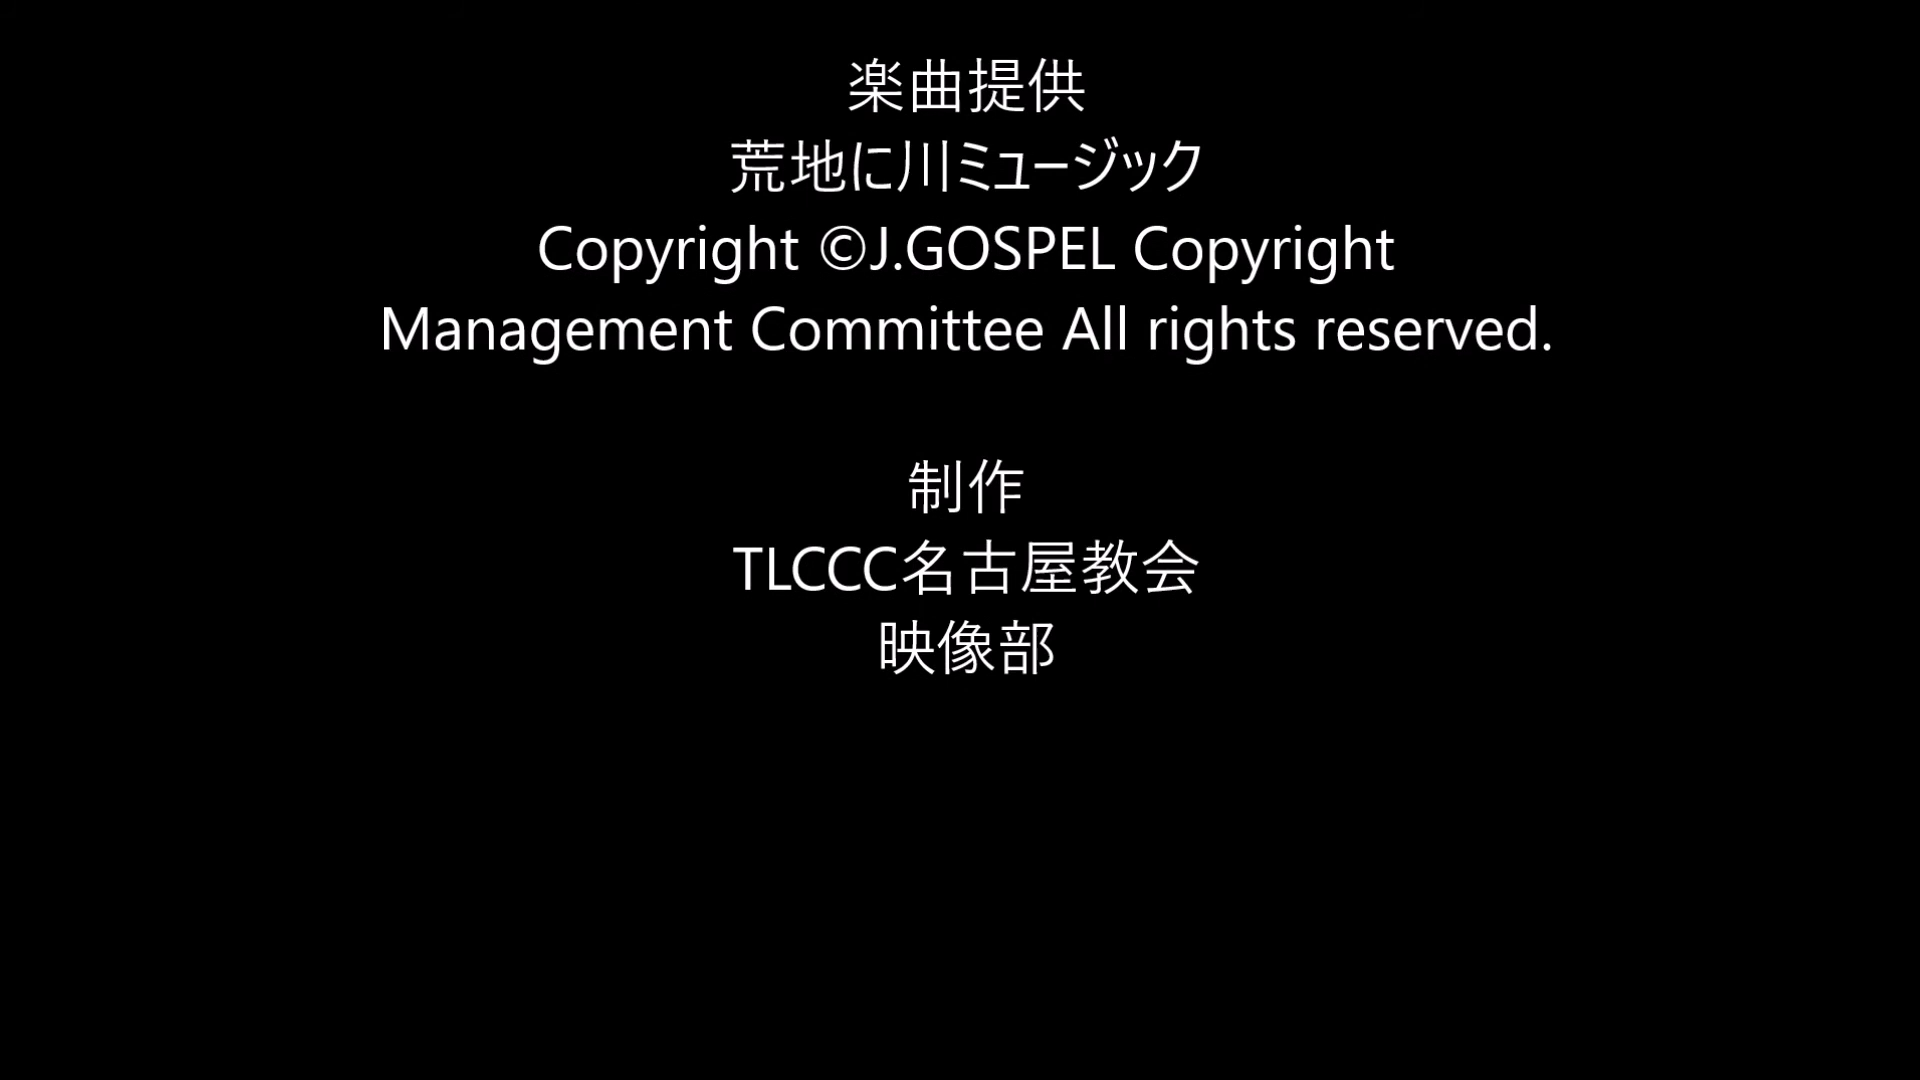 楽曲提供
荒地に川ミュージック
Copyright ©J.GOSPEL Copyright
Management Committee All rights reserved.
制作
TLCCC名古屋教会
映像部